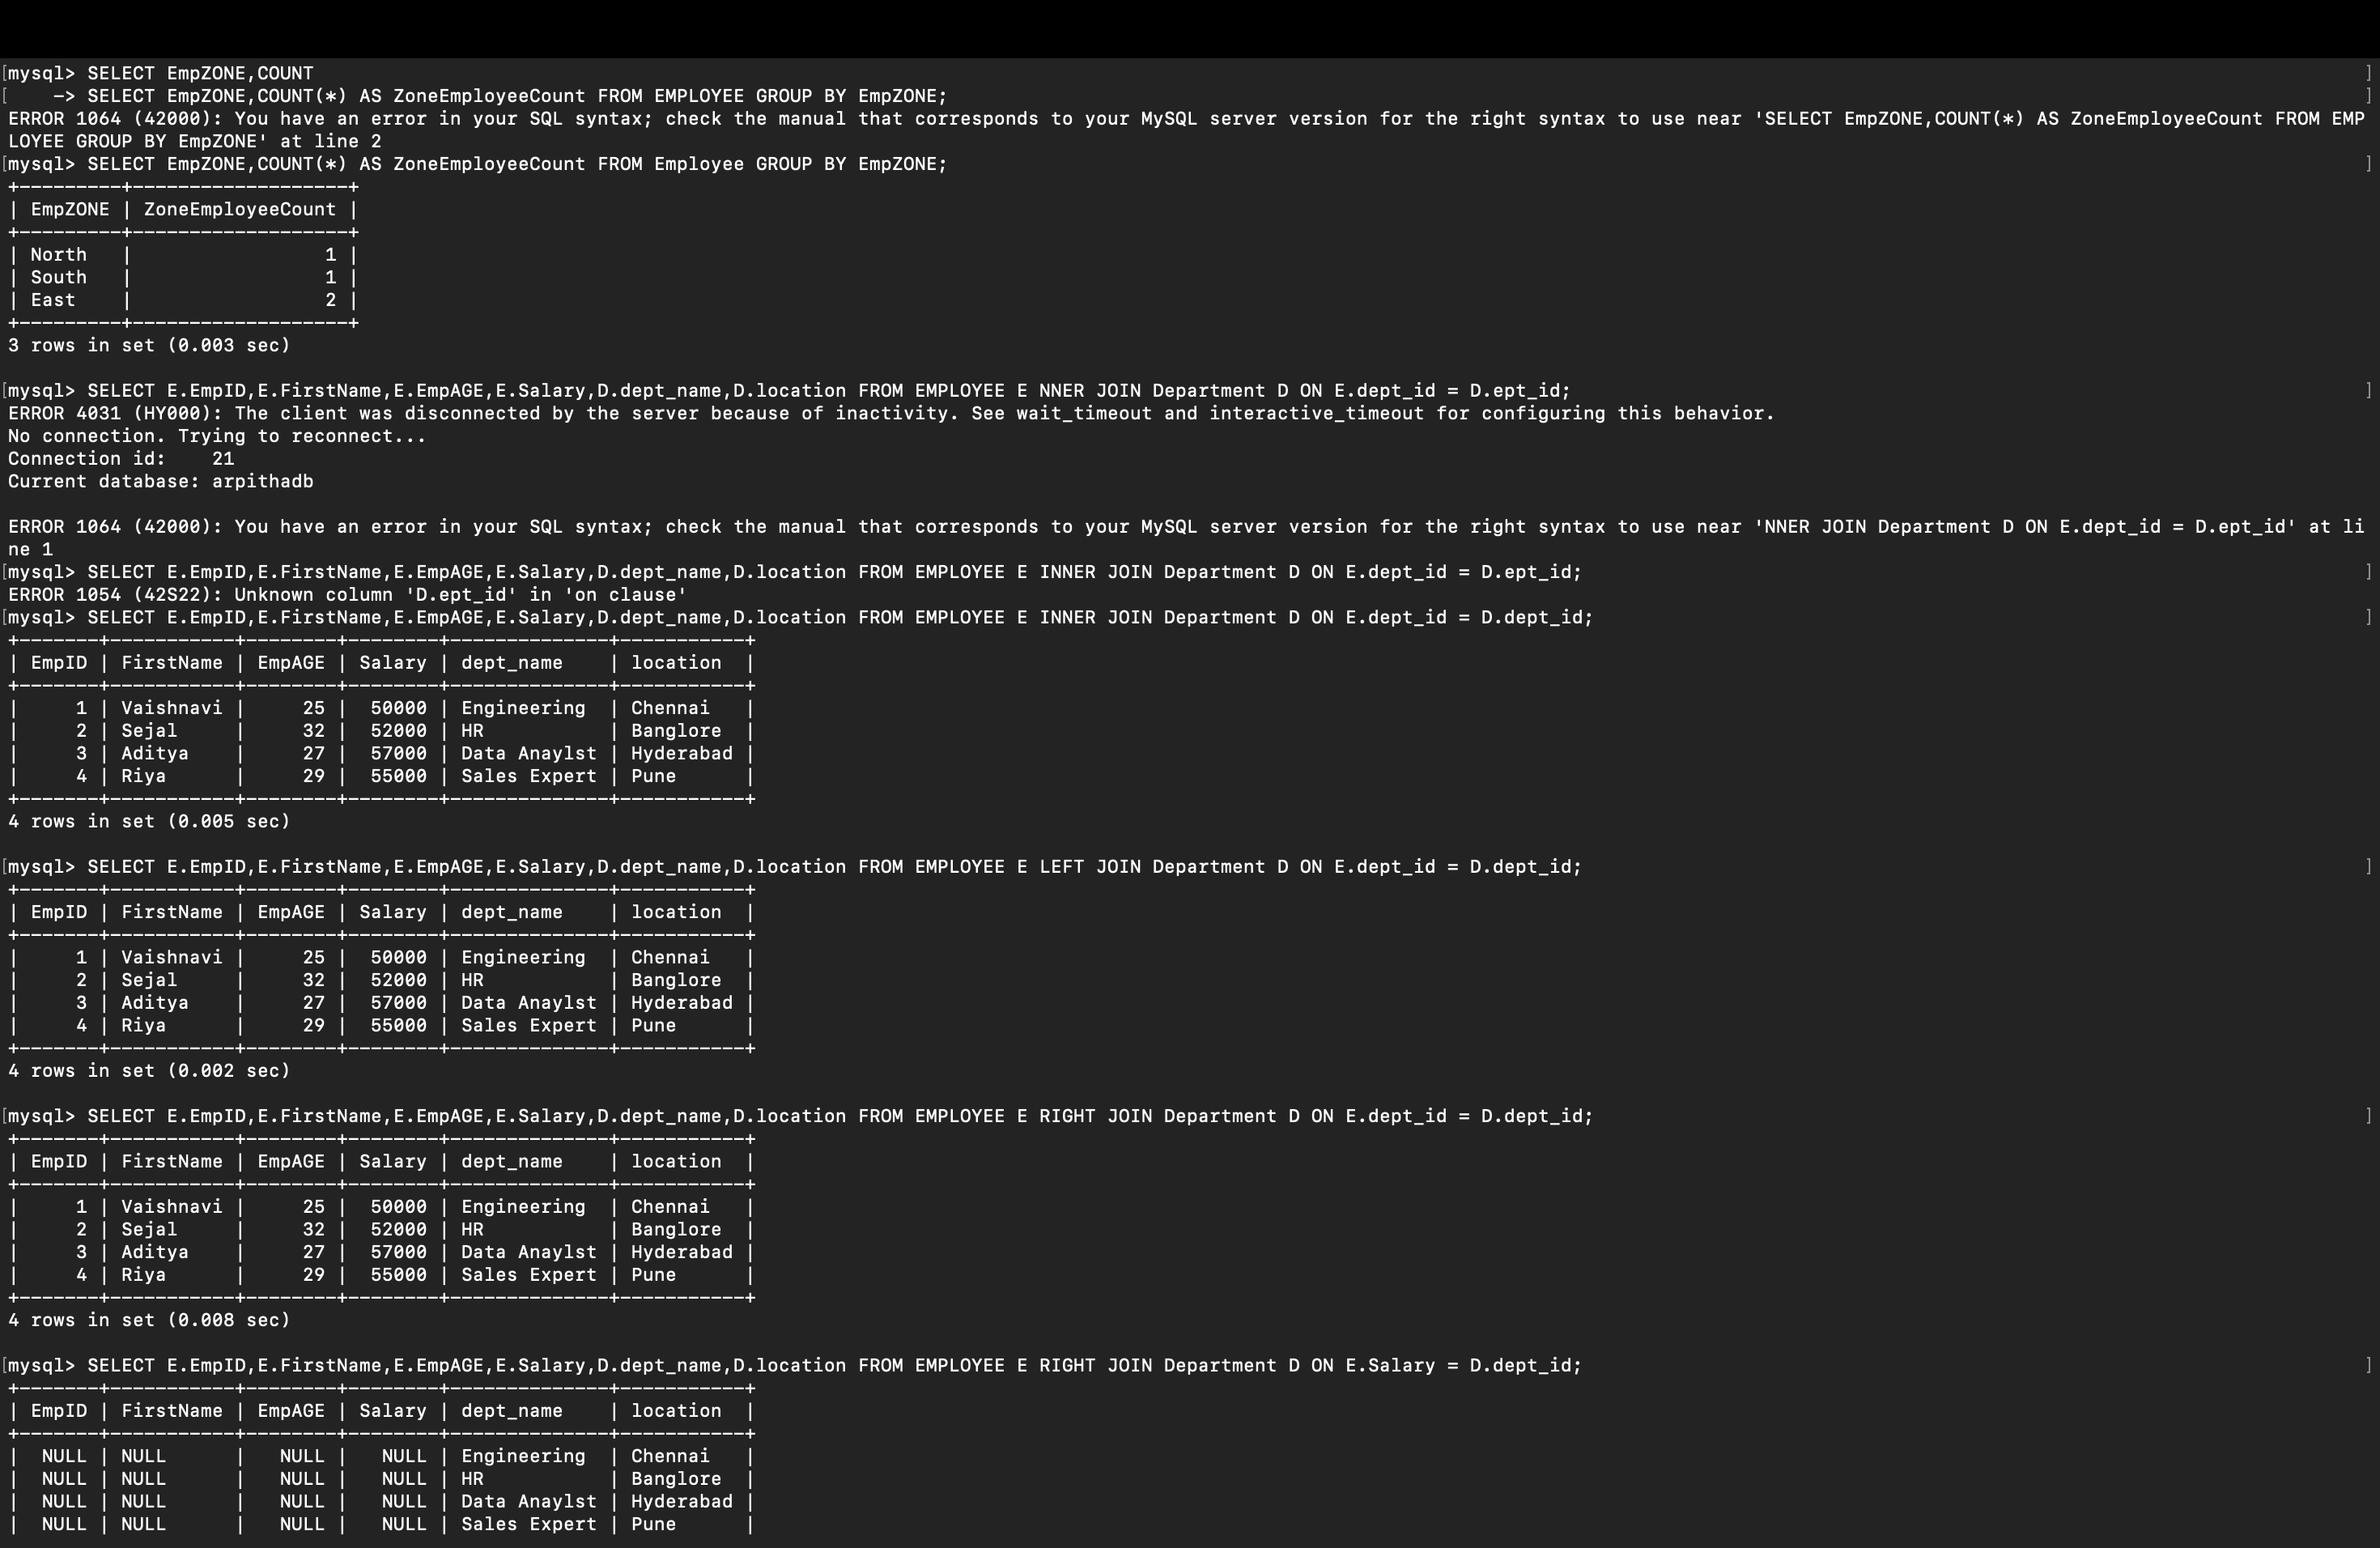 [mysql> SELECT EmpZONE,COUNT ]
[    -> SELECT EmpZONE,COUNT(*) AS ZoneEmployeeCount FROM EMPLOYEE GROUP BY EmpZONE; ]
ERROR 1064 (42000): You have an error in your SQL syntax; check the manual that corresponds to your MySQL server version for the right syntax to use near 'SELECT EmpZONE,COUNT(*) AS ZoneEmployeeCount FROM EMP
LOYEE GROUP BY EmpZONE' at line 2
[mysql> SELECT EmpZONE,COUNT(*) AS ZoneEmployeeCount FROM Employee GROUP BY EmpZONE; ]
+---------+-------------------+
| EmpZONE | ZoneEmployeeCount |
+---------+-------------------+
| North   |                 1 |
| South   |                 1 |
| East    |                 2 |
+---------+-------------------+
3 rows in set (0.003 sec)
[mysql> SELECT E.EmpID,E.FirstName,E.EmpAGE,E.Salary,D.dept_name,D.location FROM EMPLOYEE E NNER JOIN Department D ON E.dept_id = D.ept_id; ]
ERROR 4031 (HY000): The client was disconnected by the server because of inactivity. See wait_timeout and interactive_timeout for configuring this behavior.
No connection. Trying to reconnect...
Connection id:    21
Current database: arpithadb
ERROR 1064 (42000): You have an error in your SQL syntax; check the manual that corresponds to your MySQL server version for the right syntax to use near 'NNER JOIN Department D ON E.dept_id = D.ept_id' at li
ne 1
[mysql> SELECT E.EmpID,E.FirstName,E.EmpAGE,E.Salary,D.dept_name,D.location FROM EMPLOYEE E INNER JOIN Department D ON E.dept_id = D.ept_id; ]
ERROR 1054 (42S22): Unknown column 'D.ept_id' in 'on clause'
[mysql> SELECT E.EmpID,E.FirstName,E.EmpAGE,E.Salary,D.dept_name,D.location FROM EMPLOYEE E INNER JOIN Department D ON E.dept_id = D.dept_id; ]
+-------+-----------+--------+--------+--------------+-----------+
| EmpID | FirstName | EmpAGE | Salary | dept_name    | location  |
+-------+-----------+--------+--------+--------------+-----------+
|     1 | Vaishnavi |     25 |  50000 | Engineering  | Chennai   |
|     2 | Sejal     |     32 |  52000 | HR           | Banglore  |
|     3 | Aditya    |     27 |  57000 | Data Anaylst | Hyderabad |
|     4 | Riya      |     29 |  55000 | Sales Expert | Pune      |
+-------+-----------+--------+--------+--------------+-----------+
4 rows in set (0.005 sec)
[mysql> SELECT E.EmpID,E.FirstName,E.EmpAGE,E.Salary,D.dept_name,D.location FROM EMPLOYEE E LEFT JOIN Department D ON E.dept_id = D.dept_id; ]
+-------+-----------+--------+--------+--------------+-----------+
| EmpID | FirstName | EmpAGE | Salary | dept_name    | location  |
+-------+-----------+--------+--------+--------------+-----------+
|     1 | Vaishnavi |     25 |  50000 | Engineering  | Chennai   |
|     2 | Sejal     |     32 |  52000 | HR           | Banglore  |
|     3 | Aditya    |     27 |  57000 | Data Anaylst | Hyderabad |
|     4 | Riya      |     29 |  55000 | Sales Expert | Pune      |
+-------+-----------+--------+--------+--------------+-----------+
4 rows in set (0.002 sec)
[mysql> SELECT E.EmpID,E.FirstName,E.EmpAGE,E.Salary,D.dept_name,D.location FROM EMPLOYEE E RIGHT JOIN Department D ON E.dept_id = D.dept_id; ]
+-------+-----------+--------+--------+--------------+-----------+
| EmpID | FirstName | EmpAGE | Salary | dept_name    | location  |
+-------+-----------+--------+--------+--------------+-----------+
|     1 | Vaishnavi |     25 |  50000 | Engineering  | Chennai   |
|     2 | Sejal     |     32 |  52000 | HR           | Banglore  |
|     3 | Aditya    |     27 |  57000 | Data Anaylst | Hyderabad |
|     4 | Riya      |     29 |  55000 | Sales Expert | Pune      |
+-------+-----------+--------+--------+--------------+-----------+
4 rows in set (0.008 sec)
[mysql> SELECT E.EmpID,E.FirstName,E.EmpAGE,E.Salary,D.dept_name,D.location FROM EMPLOYEE E RIGHT JOIN Department D ON E.Salary = D.dept_id; ]
+-------+-----------+--------+--------+--------------+-----------+
| EmpID | FirstName | EmpAGE | Salary | dept_name    | location  |
+-------+-----------+--------+--------+--------------+-----------+
|  NULL | NULL      |   NULL |   NULL | Engineering  | Chennai   |
|  NULL | NULL      |   NULL |   NULL | HR           | Banglore  |
|  NULL | NULL      |   NULL |   NULL | Data Anaylst | Hyderabad |
|  NULL | NULL      |   NULL |   NULL | Sales Expert | Pune      |